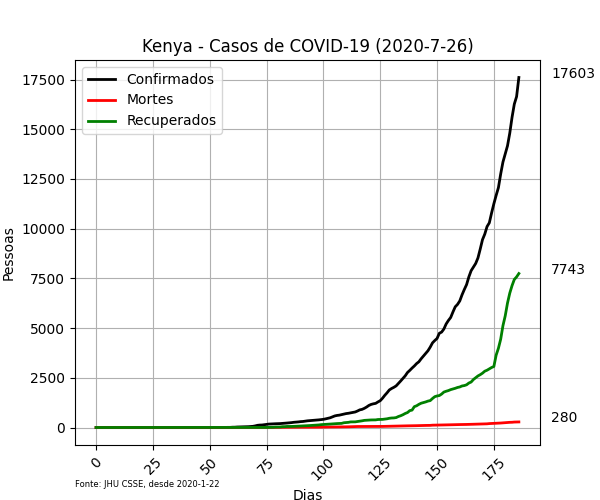 Kenya - Casos de COVID-19 (2020-7-26)
Confirmados
Mortes
Recuperados
17603
7743
280
17500
15000
12500
10000
7500
5000
2500
0
Pessoas
0
25
50
75
100
125
150
175
Fonte: JHU CSSE, desde 2020-1-22
Dias